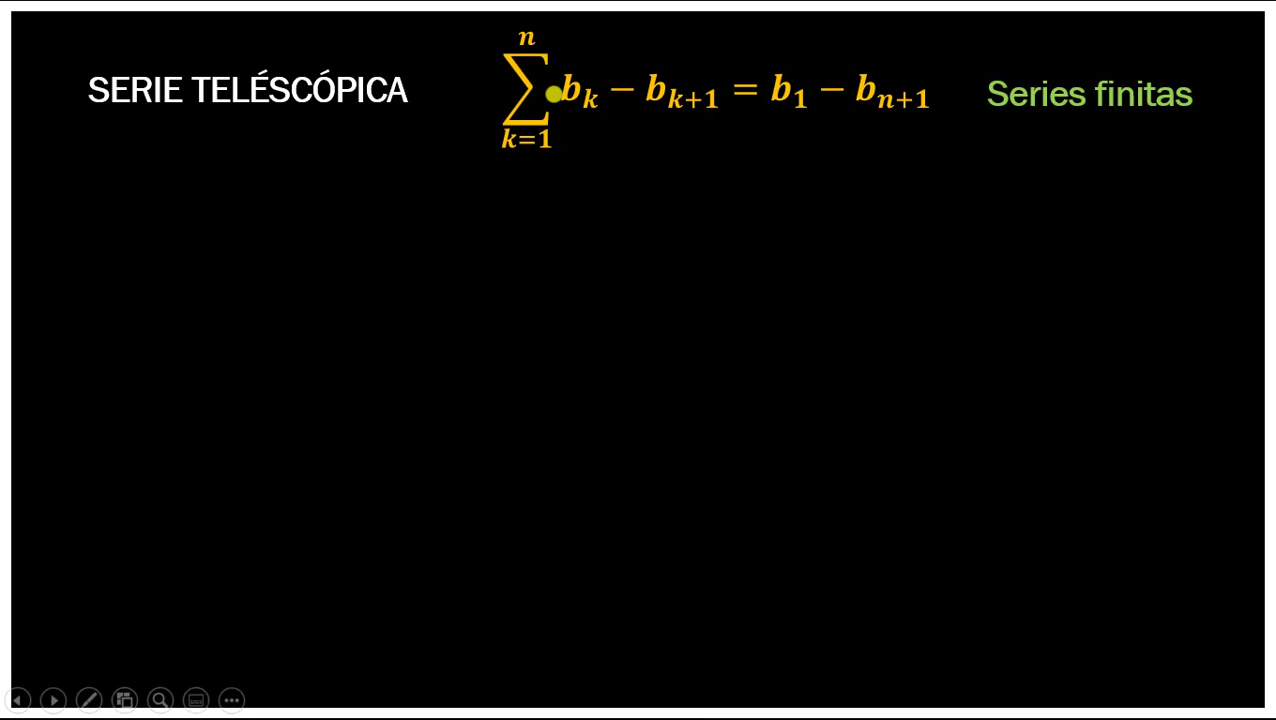 SERIE TELÉSCÓPICA
n
∑ b_k − b_{k+1} = b_1 − b_{n+1}
k=1
Series finitas